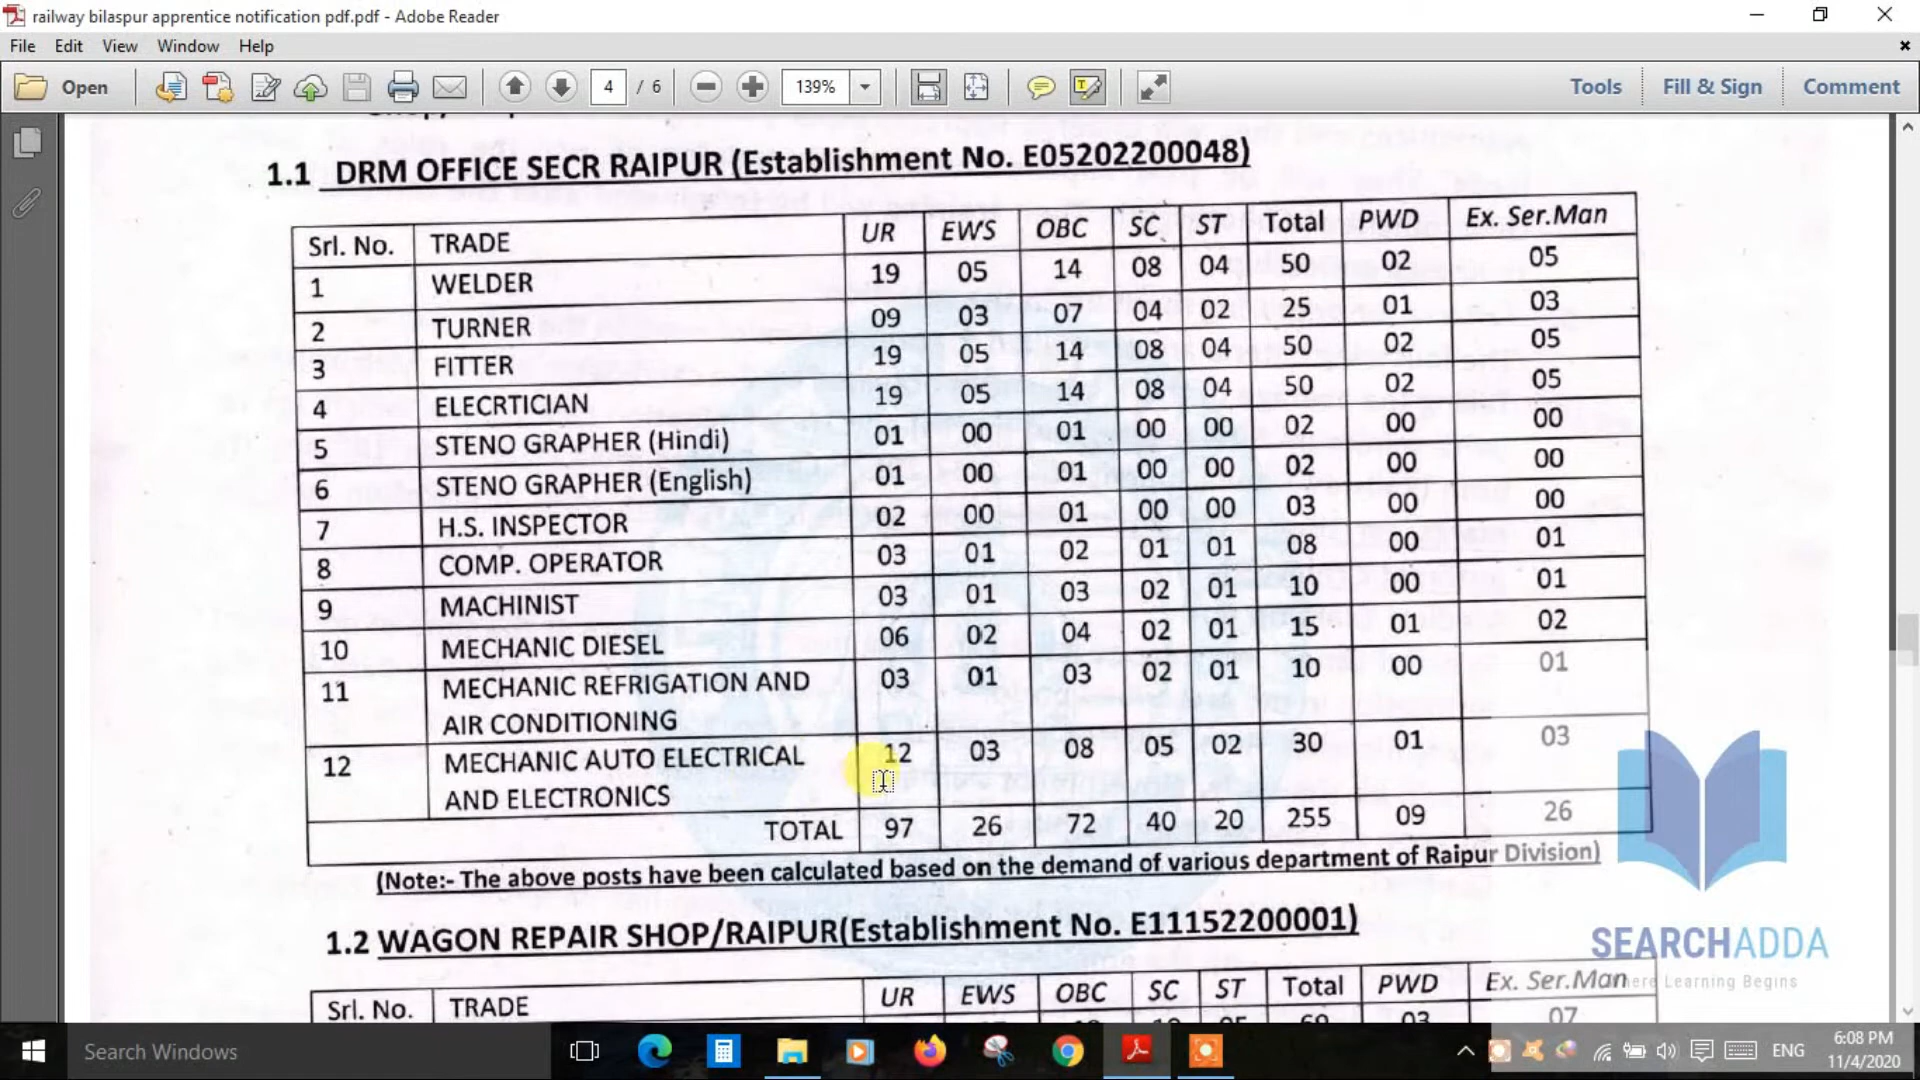 railway bilaspur apprentice notification pdf.pdf - Adobe Reader
File Edit View Window Help
Open 4 / 6 139% Tools Fill & Sign Comment
1.1 DRM OFFICE SECR RAIPUR (Establishment No. E05202200048)
Srl. No. TRADE UR EWS OBC SC ST Total PWD Ex. Ser.Man
1 WELDER 19 05 14 08 04 50 02 05
2 TURNER 09 03 07 04 02 25 01 03
3 FITTER 19 05 14 08 04 50 02 05
4 ELECRTICIAN 19 05 14 08 04 50 02 05
5 STENO GRAPHER (Hindi) 01 00 01 00 00 02 00 00
6 STENO GRAPHER (English) 01 00 01 00 00 02 00 00
7 H.S. INSPECTOR 02 00 01 00 00 03 00 00
8 COMP. OPERATOR 03 01 02 01 01 08 00 01
9 MACHINIST 03 01 03 02 01 10 00 01
10 MECHANIC DIESEL 06 02 04 02 01 15 01 02
11 MECHANIC REFRIGATION AND 03 01 03 02 01 10 00 01
AIR CONDITIONING
12 MECHANIC AUTO ELECTRICAL 12 03 08 05 02 30 01 03
AND ELECTRONICS
TOTAL 97 26 72 40 20 255 09 26
(Note:- The above posts have been calculated based on the demand of various department of Raipur Division)
1.2 WAGON REPAIR SHOP/RAIPUR(Establishment No. E11152200001)
SEARCHADDA
Srl. No. TRADE UR EWS OBC SC ST Total PWD Ex. Ser.Man
here Learning Begins
03 07
Search Windows
ENG
6:08 PM
11/4/2020